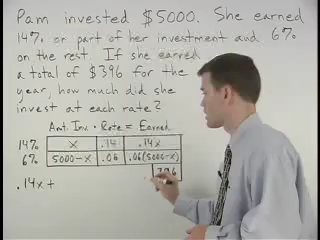 Pam invested $5000. She earned
14% on part of her investment and 6%
on the rest. If she earned
a total of $396 for the
year, how much did she
invest at each rate?
Amt. Inv. · Rate = Earned
14% x .14 .14x
6% 5000-x .06 .06(5000-x)
396
.14x+